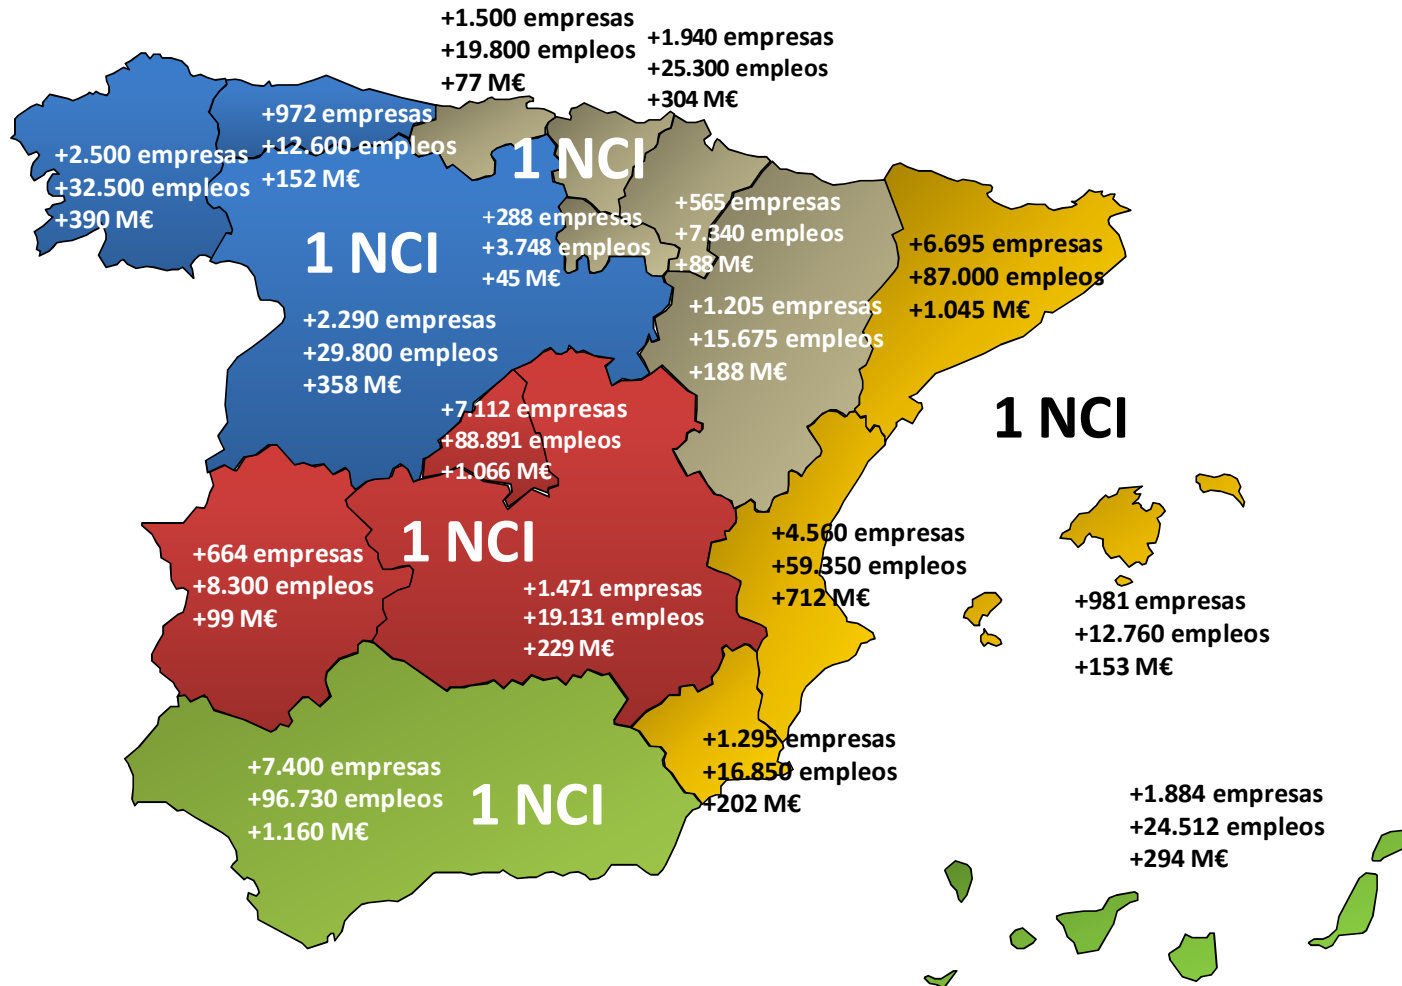 +1.500 empresas
+19.800 empleos
+77 M€
+1.940 empresas
+25.300 empleos
+304 M€
+972 empresas
+12.600 empleos
+152 M€
+2.500 empresas
+32.500 empleos
+390 M€
1 NCI
+288 empresas
+3.748 empleos
+45 M€
+565 empresas
+7.340 empleos
+88 M€
1 NCI
+6.695 empresas
+87.000 empleos
+1.045 M€
+2.290 empresas
+29.800 empleos
+358 M€
+1.205 empresas
+15.675 empleos
+188 M€
1 NCI
+7.112 empresas
+88.891 empleos
+1.066 M€
1 NCI
+664 empresas
+8.300 empleos
+99 M€
+1.471 empresas
+19.131 empleos
+229 M€
+4.560 empresas
+59.350 empleos
+712 M€
+981 empresas
+12.760 empleos
+153 M€
+7.400 empresas
+96.730 empleos
+1.160 M€
1 NCI
+1.295 empresas
+16.850 empleos
+202 M€
+1.884 empresas
+24.512 empleos
+294 M€